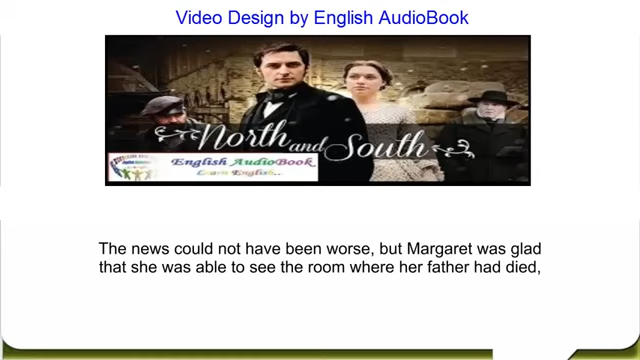 Video Design by English AudioBook
North and South
English AudioBook
Learn English...
The news could not have been worse, but Margaret was glad
that she was able to see the room where her father had died,